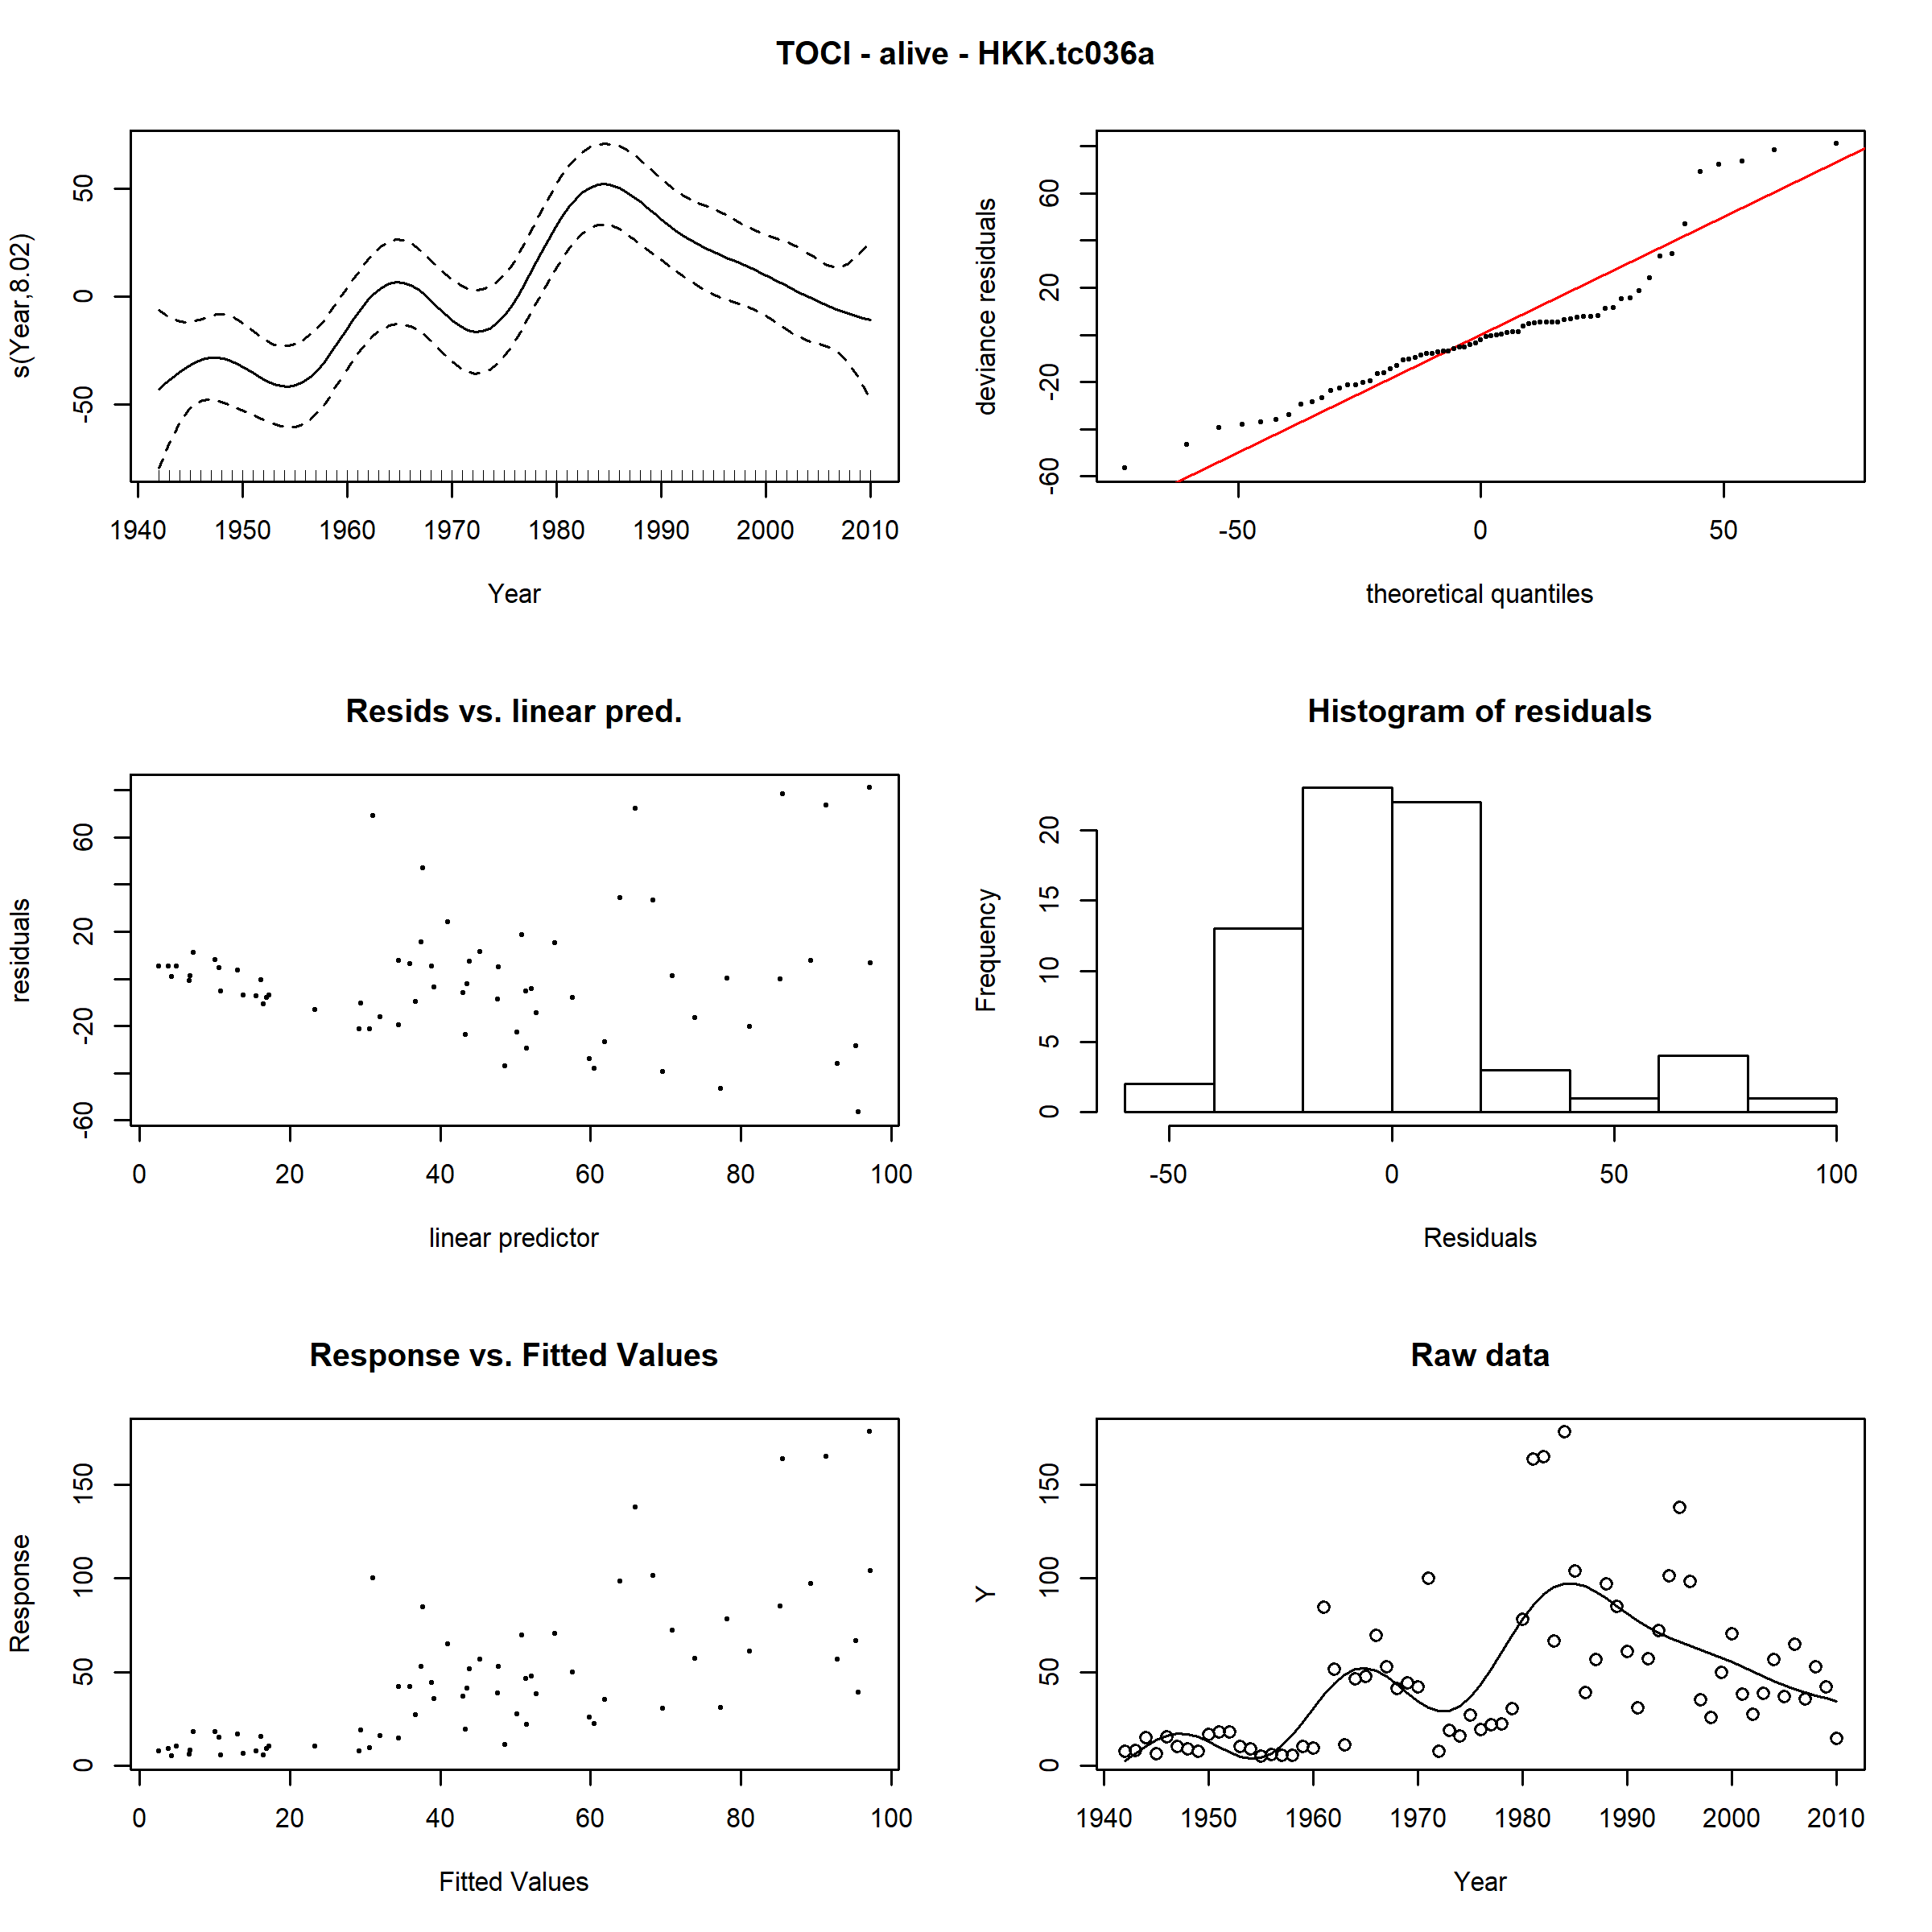 TOCI - alive - HKK.tc036a
s(Year,8.02)
50
0
-50
1940 1950 1960 1970 1980 1990 2000 2010
Year
deviance residuals
60
20
-20
-60
-50 0 50
theoretical quantiles
Resids vs. linear pred.
residuals
60
20
-20
-60
0 20 40 60 80 100
linear predictor
Histogram of residuals
Frequency
20
15
10
5
0
-50 0 50 100
Residuals
Response vs. Fitted Values
Response
150
100
50
0
0 20 40 60 80 100
Fitted Values
Raw data
Y
150
100
50
0
1940 1950 1960 1970 1980 1990 2000 2010
Year